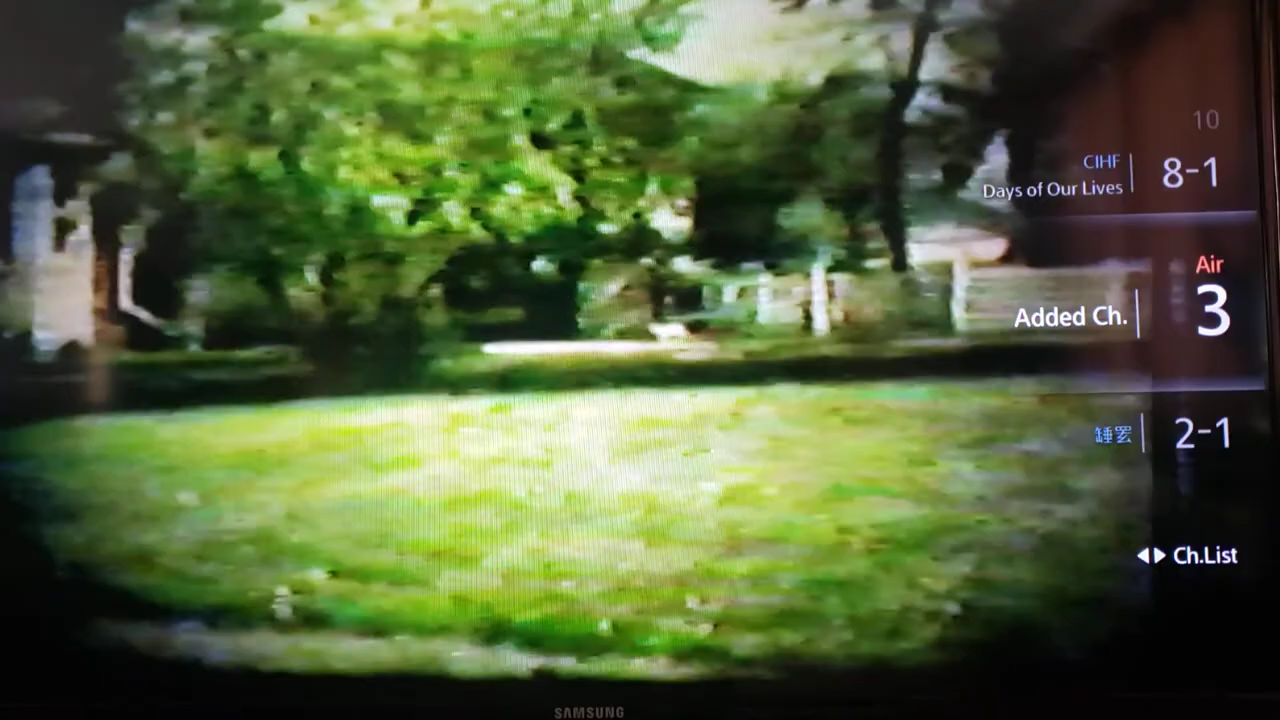 10
CIHF
Days of Our Lives
8-1
Air
Added Ch.
3
2-1
◀▶ Ch.List
SAMSUNG